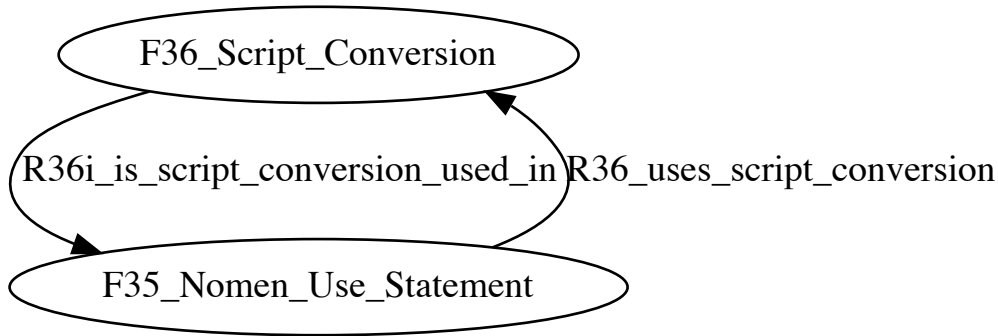 F36_Script_Conversion
R36i_is_script_conversion_used_in R36_uses_script_conversion
F35_Nomen_Use_Statement